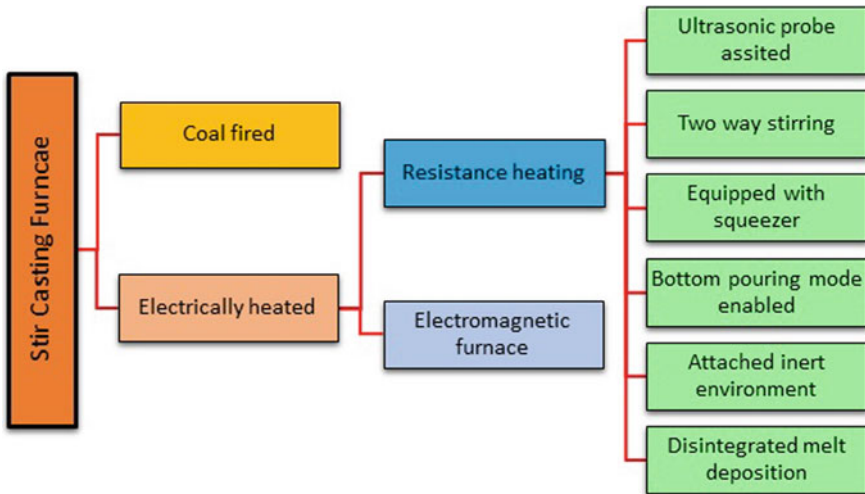 Stir Casting Furncae
Coal fired
Electrically heated
Resistance heating
Electromagnetic
furnace
Ultrasonic probe
assited
Two way stirring
Equipped with
squeezer
Bottom pouring mode
enabled
Attached inert
environment
Disintegrated melt
deposition